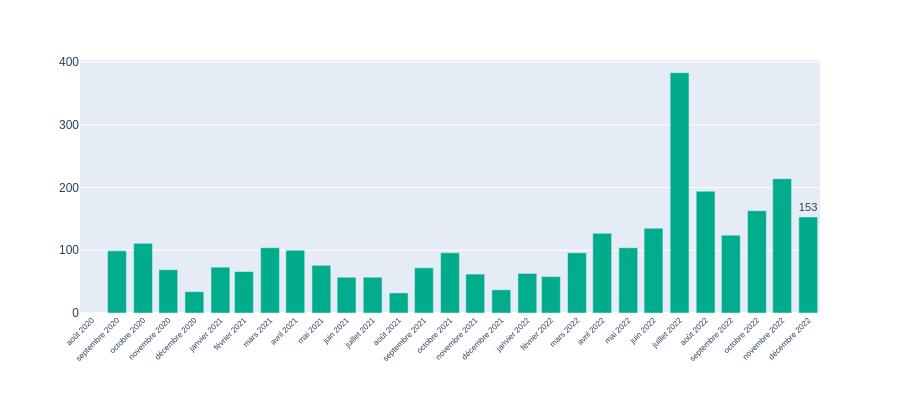 400
300
200
100
0
153
août 2020
septembre 2020
octobre 2020
novembre 2020
décembre 2020
janvier 2021
février 2021
mars 2021
avril 2021
mai 2021
juin 2021
juillet 2021
août 2021
septembre 2021
octobre 2021
novembre 2021
décembre 2021
janvier 2022
février 2022
mars 2022
avril 2022
mai 2022
juin 2022
juillet 2022
août 2022
septembre 2022
octobre 2022
novembre 2022
décembre 2022